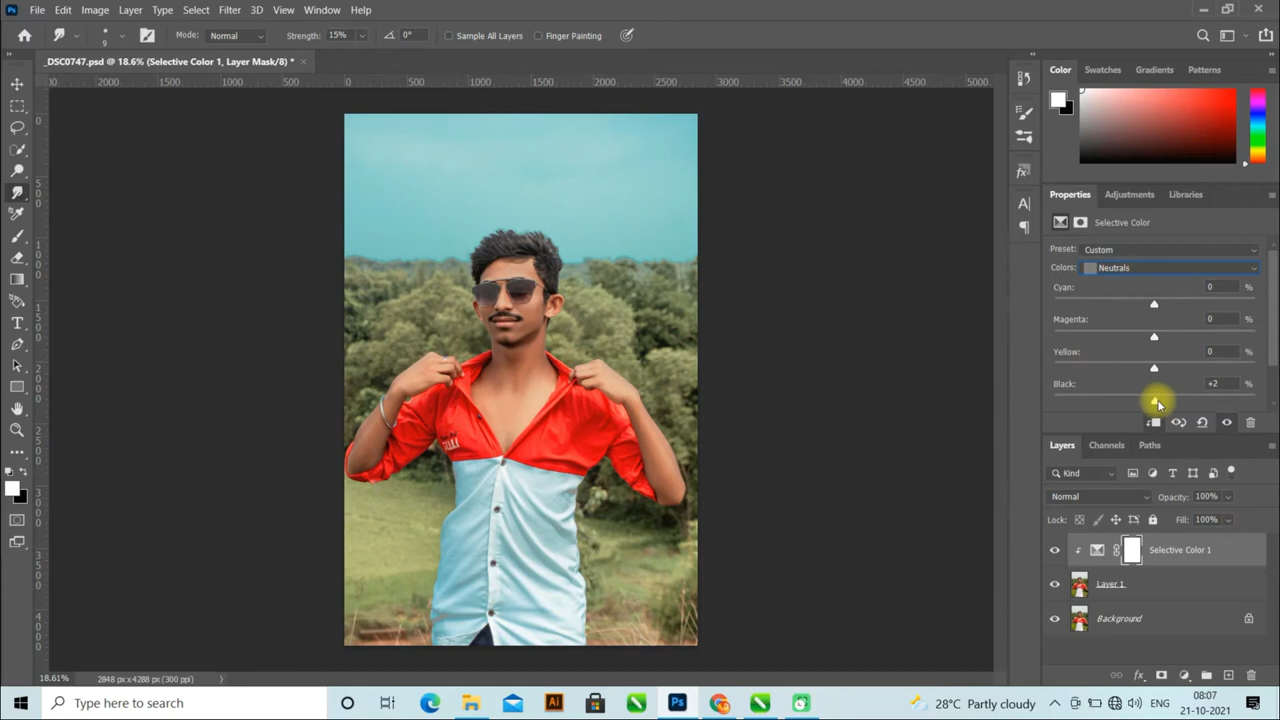 Ps File Edit Image Layer Type Select Filter 3D View Window Help
9 Mode: Normal Strength: 15% 0° Sample All Layers Finger Painting
_DSC0747.psd @ 18.6% (Selective Color 1, Layer Mask/8) * ×
1000 500 0 500 1000 1500 2000 2500 3000 3500 4000 4500 5000
Color Swatches Gradients Patterns
Properties Adjustments Libraries
Selective Color
Preset: Custom
Colors: Neutrals
Cyan: 0 %
Magenta: 0 %
Yellow: 0 %
Black: +2 %
Layers Channels Paths
Kind
Normal Opacity: 100%
Lock: Fill: 100%
Selective Color 1
Layer 1
Background
18.61% 2848 px x 4288 px (300 ppi)
Type here to search
Ai Ps
28°C Partly cloudy ENG 08:07
21-10-2021